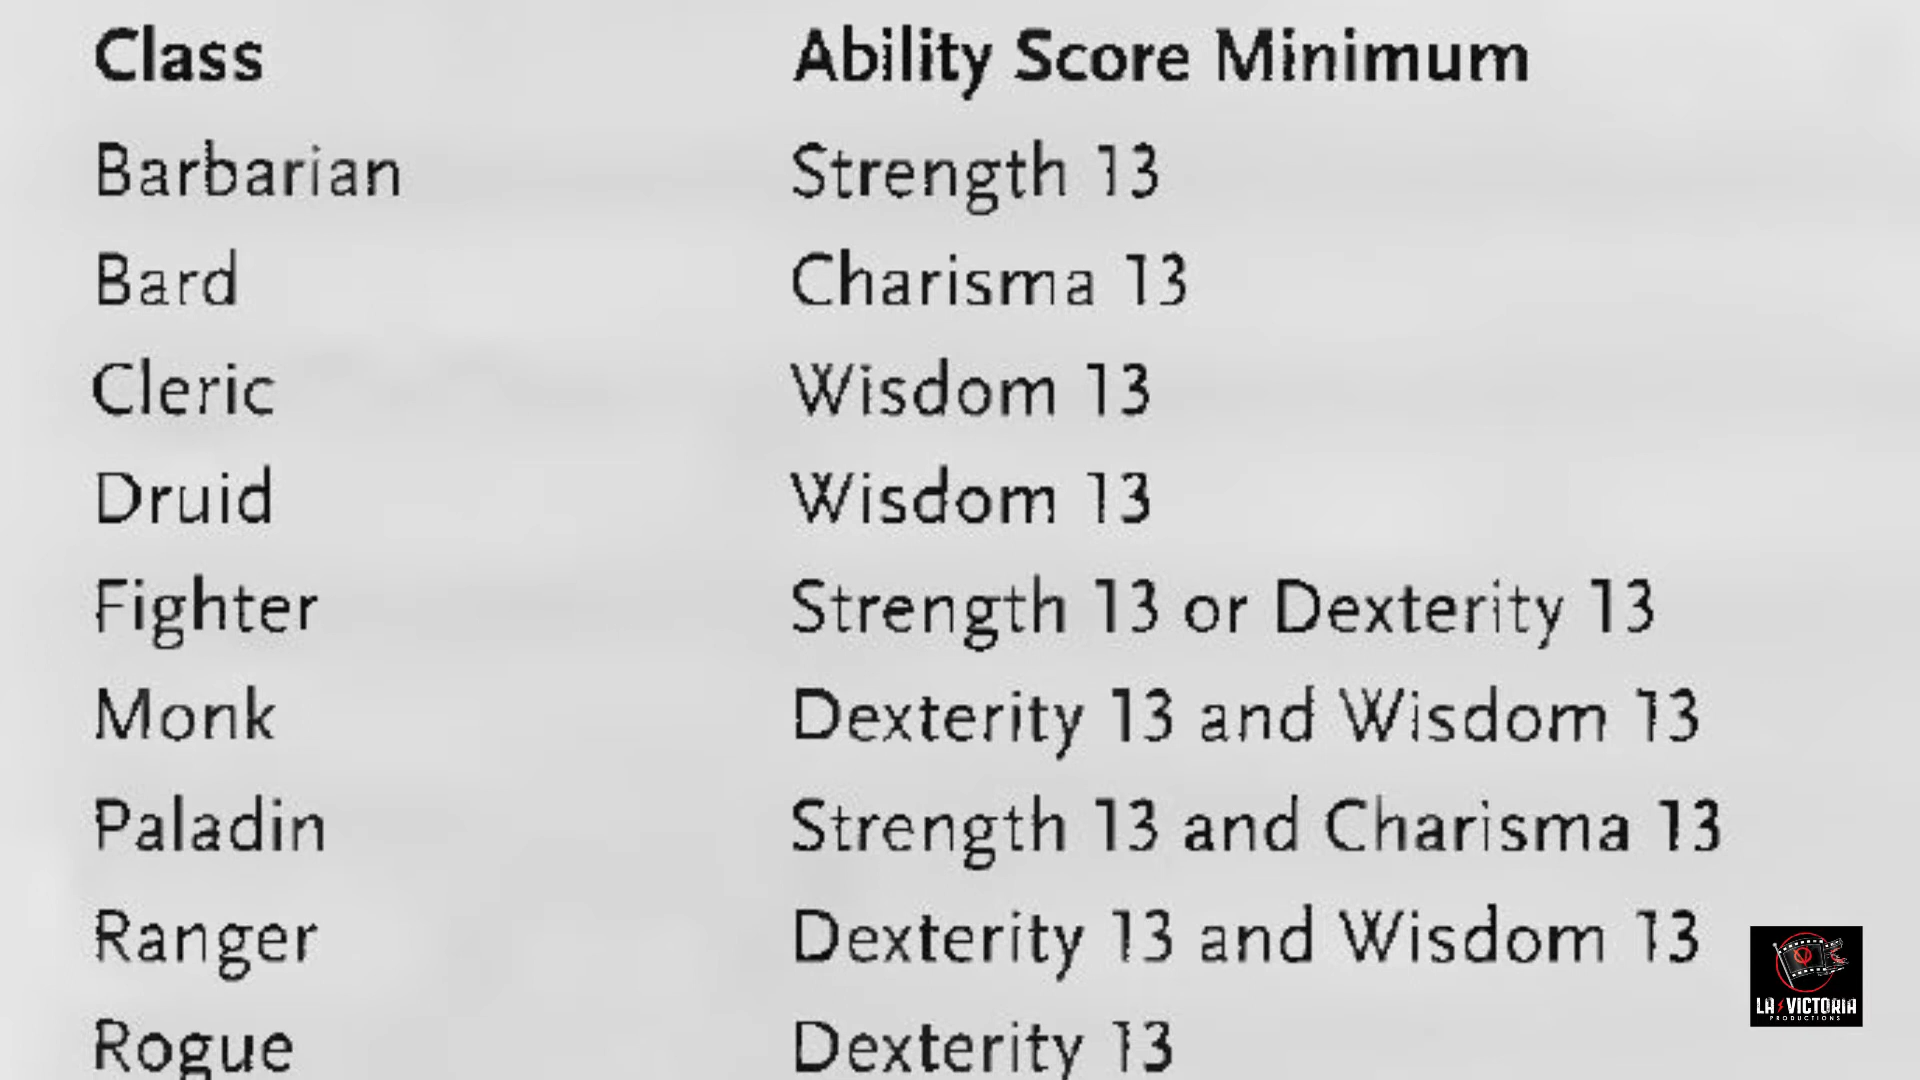 Class Ability Score Minimum
Barbarian Strength 13
Bard Charisma 13
Cleric Wisdom 13
Druid Wisdom 13
Fighter Strength 13 or Dexterity 13
Monk Dexterity 13 and Wisdom 13
Paladin Strength 13 and Charisma 13
Ranger Dexterity 13 and Wisdom 13
Rogue Dexterity 13
LA VICTORIA
PRODUCTIONS